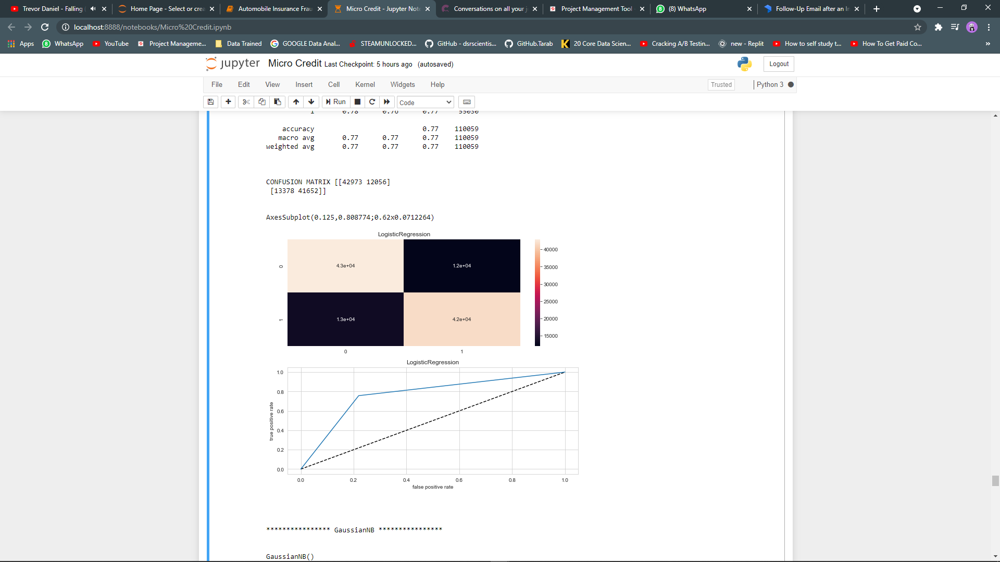 Trevor Daniel - Falling
Home Page - Select or crea
Automobile Insurance Frau
Micro Credit - Jupyter Note
Conversations on all your j
Project Management Tool
(8) WhatsApp
Follow-Up Email after an In
localhost:8888/notebooks/Micro%20Credit.ipynb
Apps
WhatsApp
YouTube
Project Manageme...
Data Trained
GOOGLE Data Anal...
STEAMUNLOCKED...
GitHub - dsrscientis...
GitHub.Tarab
20 Core Data Scien...
Cracking A/B Testin...
new - Replit
How to self study t...
How To Get Paid Co...
»
jupyter Micro Credit Last Checkpoint: 5 hours ago (autosaved)
Logout
File Edit View Insert Cell Kernel Widgets Help
Trusted
Python 3
Run
Code
1 0.78 0.76 0.77 55030
accuracy 0.77 110059
macro avg 0.77 0.77 0.77 110059
weighted avg 0.77 0.77 0.77 110059
CONFUSION MATRIX [[42973 12056]
[13378 41652]]
AxesSubplot(0.125,0.808774;0.62x0.0712264)
LogisticRegression
0
4.3e+04
1.2e+04
1
1.3e+04
4.2e+04
0
1
40000
35000
30000
25000
20000
15000
LogisticRegression
true positive rate
1.0
0.8
0.6
0.4
0.2
0.0
0.0 0.2 0.4 0.6 0.8 1.0
false positive rate
**************** GaussianNB ****************
GaussianNB()